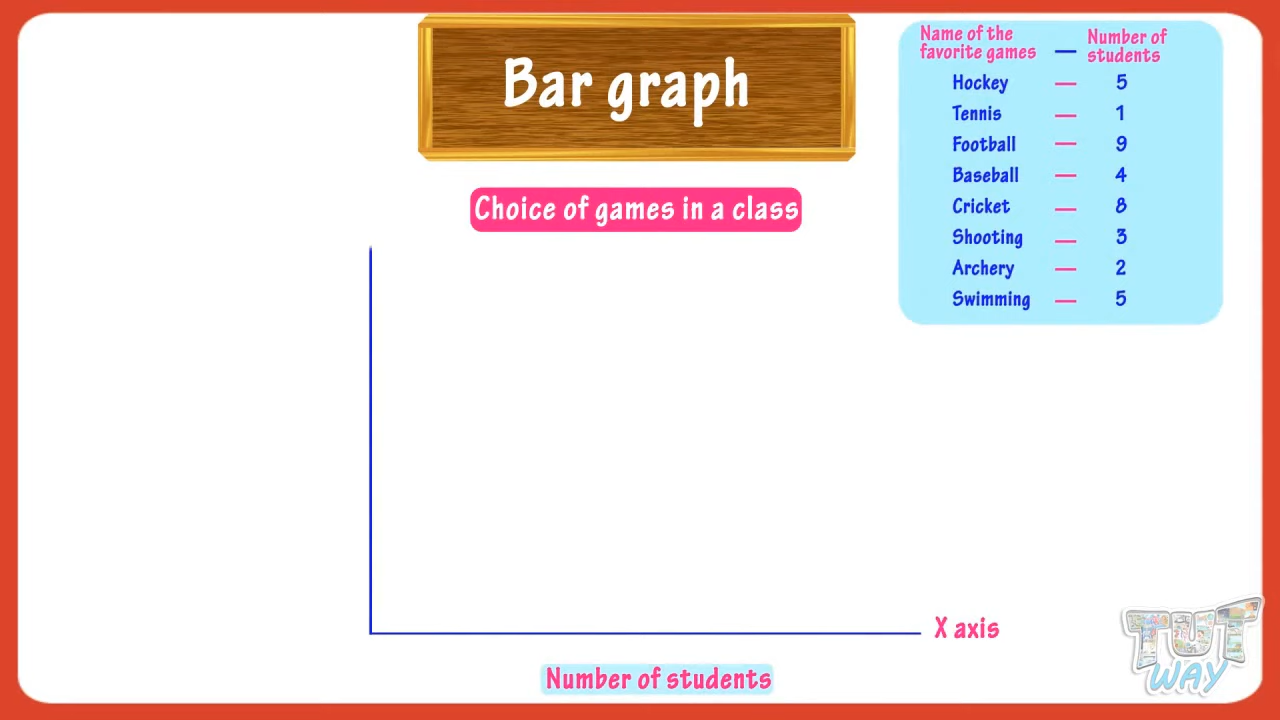 Bar graph
Choice of games in a class
Name of the Number of
favorite games — students
Hockey — 5
Tennis — 1
Football — 9
Baseball — 4
Cricket — 8
Shooting — 3
Archery — 2
Swimming — 5
X axis
Number of students
TUT
WAY